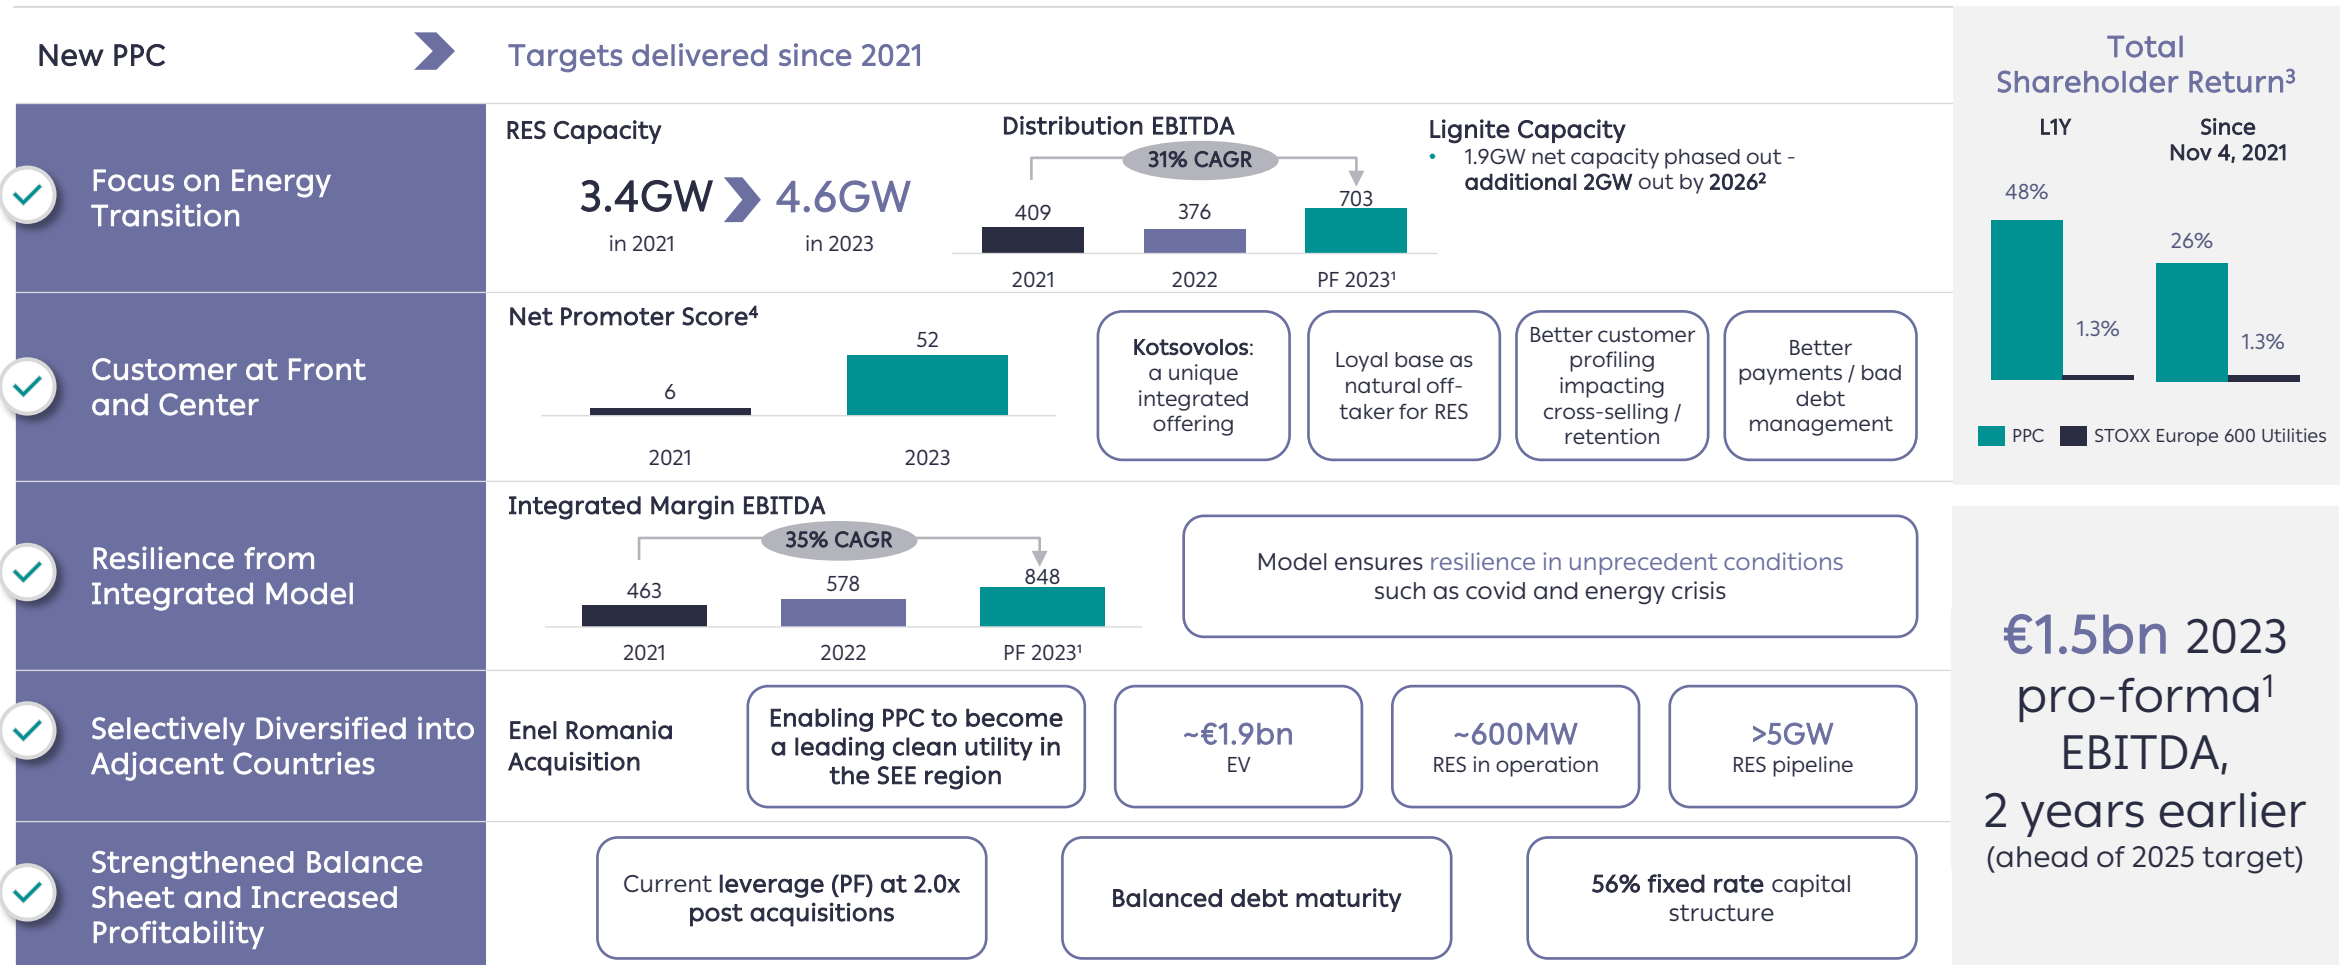 New PPC
Targets delivered since 2021
Focus on Energy
Transition
RES Capacity
3.4GW
4.6GW
in 2021
in 2023
Distribution EBITDA
31% CAGR
409
376
703
2021
2022
PF 2023¹
Lignite Capacity
• 1.9GW net capacity phased out -
additional 2GW out by 2026²
Customer at Front
and Center
Net Promoter Score⁴
6
52
2021
2023
Kotsovolos:
a unique
integrated
offering
Loyal base as
natural off-
taker for RES
Better customer
profiling
impacting
cross-selling /
retention
Better
payments / bad
debt
management
Resilience from
Integrated Model
Integrated Margin EBITDA
35% CAGR
463
578
848
2021
2022
PF 2023¹
Model ensures resilience in unprecedent conditions
such as covid and energy crisis
Selectively Diversified into
Adjacent Countries
Enel Romania
Acquisition
Enabling PPC to become
a leading clean utility in
the SEE region
~€1.9bn
EV
~600MW
RES in operation
>5GW
RES pipeline
Strengthened Balance
Sheet and Increased
Profitability
Current leverage (PF) at 2.0x
post acquisitions
Balanced debt maturity
56% fixed rate capital
structure
Total
Shareholder Return³
L1Y
Since
Nov 4, 2021
48%
1.3%
26%
1.3%
PPC
STOXX Europe 600 Utilities
€1.5bn 2023
pro-forma¹
EBITDA,
2 years earlier
(ahead of 2025 target)